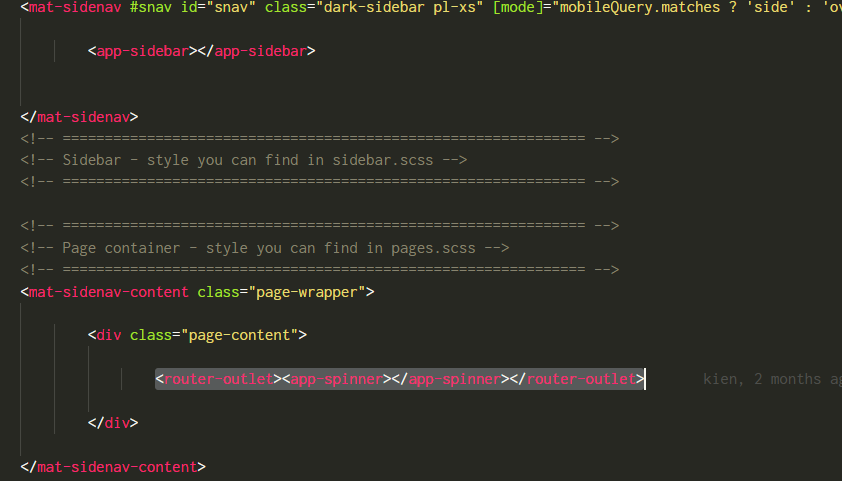 <mat-sidenav #snav id="snav" class="dark-sidebar pl-xs" [mode]="mobileQuery.matches ? 'side' : 'ov
<app-sidebar></app-sidebar>
</mat-sidenav>
<!-- ============================================================== -->
<!-- Sidebar - style you can find in sidebar.scss -->
<!-- ============================================================== -->
<!-- ============================================================== -->
<!-- Page container - style you can find in pages.scss -->
<!-- ============================================================== -->
<mat-sidenav-content class="page-wrapper">
<div class="page-content">
<router-outlet><app-spinner></app-spinner></router-outlet> kien, 2 months ag
</div>
</mat-sidenav-content>